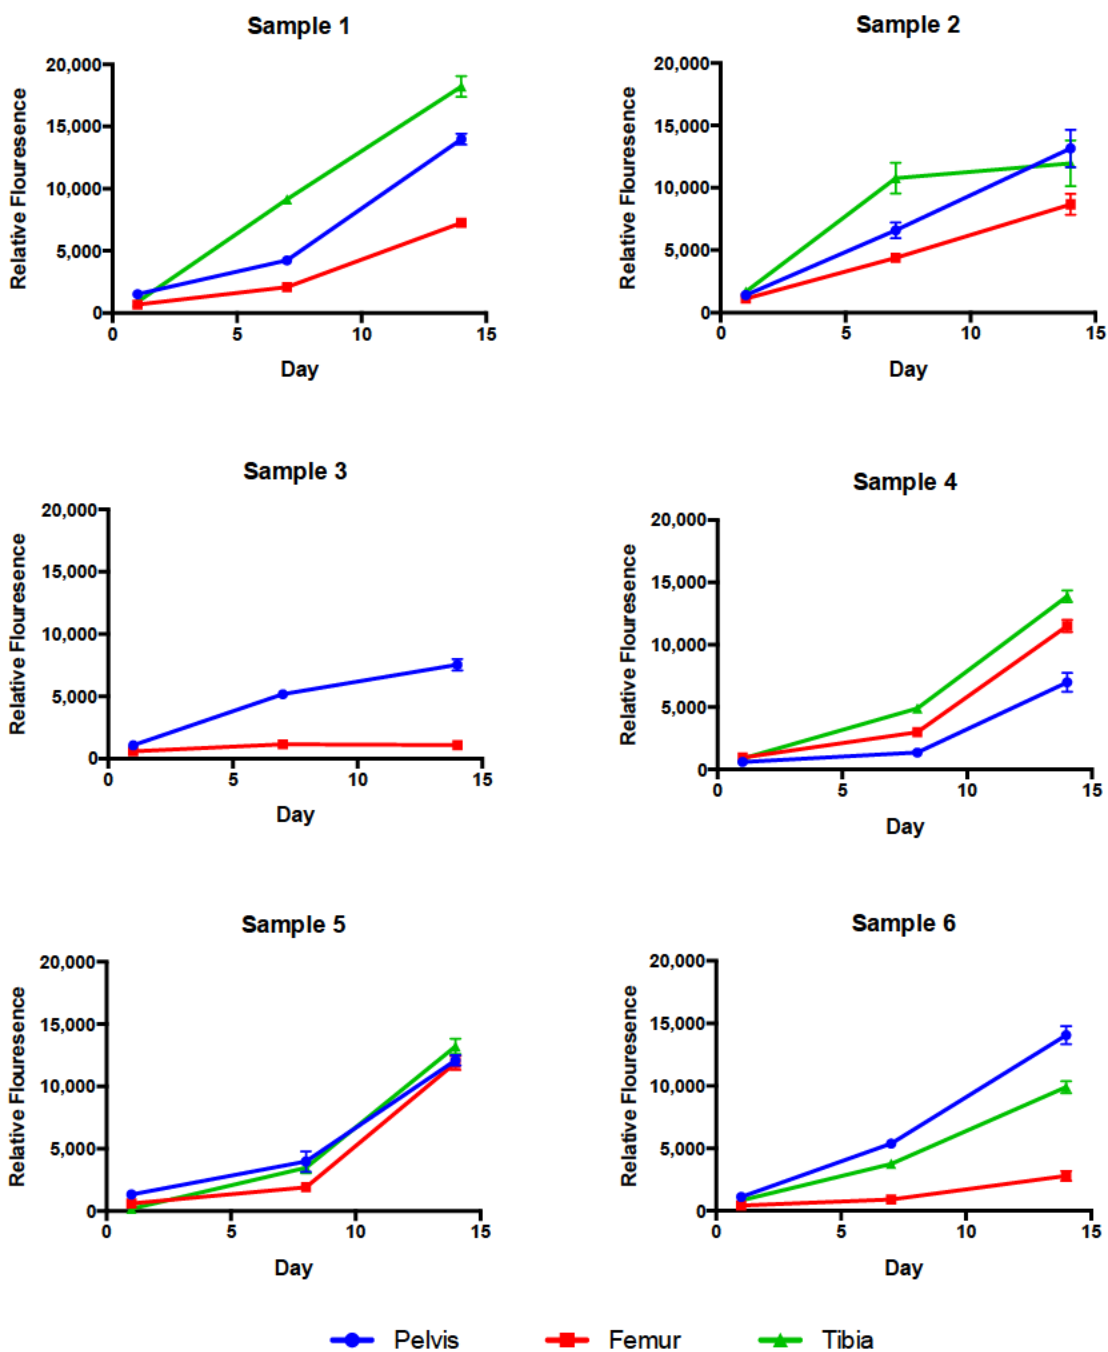 Sample 1
Relative Flouresence
20,000
15,000
10,000
5,000
0
0 5 10 15
Day
Sample 2
Relative Flouresence
20,000
15,000
10,000
5,000
0
0 5 10 15
Day
Sample 3
Relative Flouresence
20,000
15,000
10,000
5,000
0
0 5 10 15
Day
Sample 4
Relative Flouresence
20,000
15,000
10,000
5,000
0
0 5 10 15
Day
Sample 5
Relative Flouresence
20,000
15,000
10,000
5,000
0
0 5 10 15
Day
Sample 6
Relative Flouresence
20,000
15,000
10,000
5,000
0
0 5 10 15
Day
Pelvis Femur Tibia